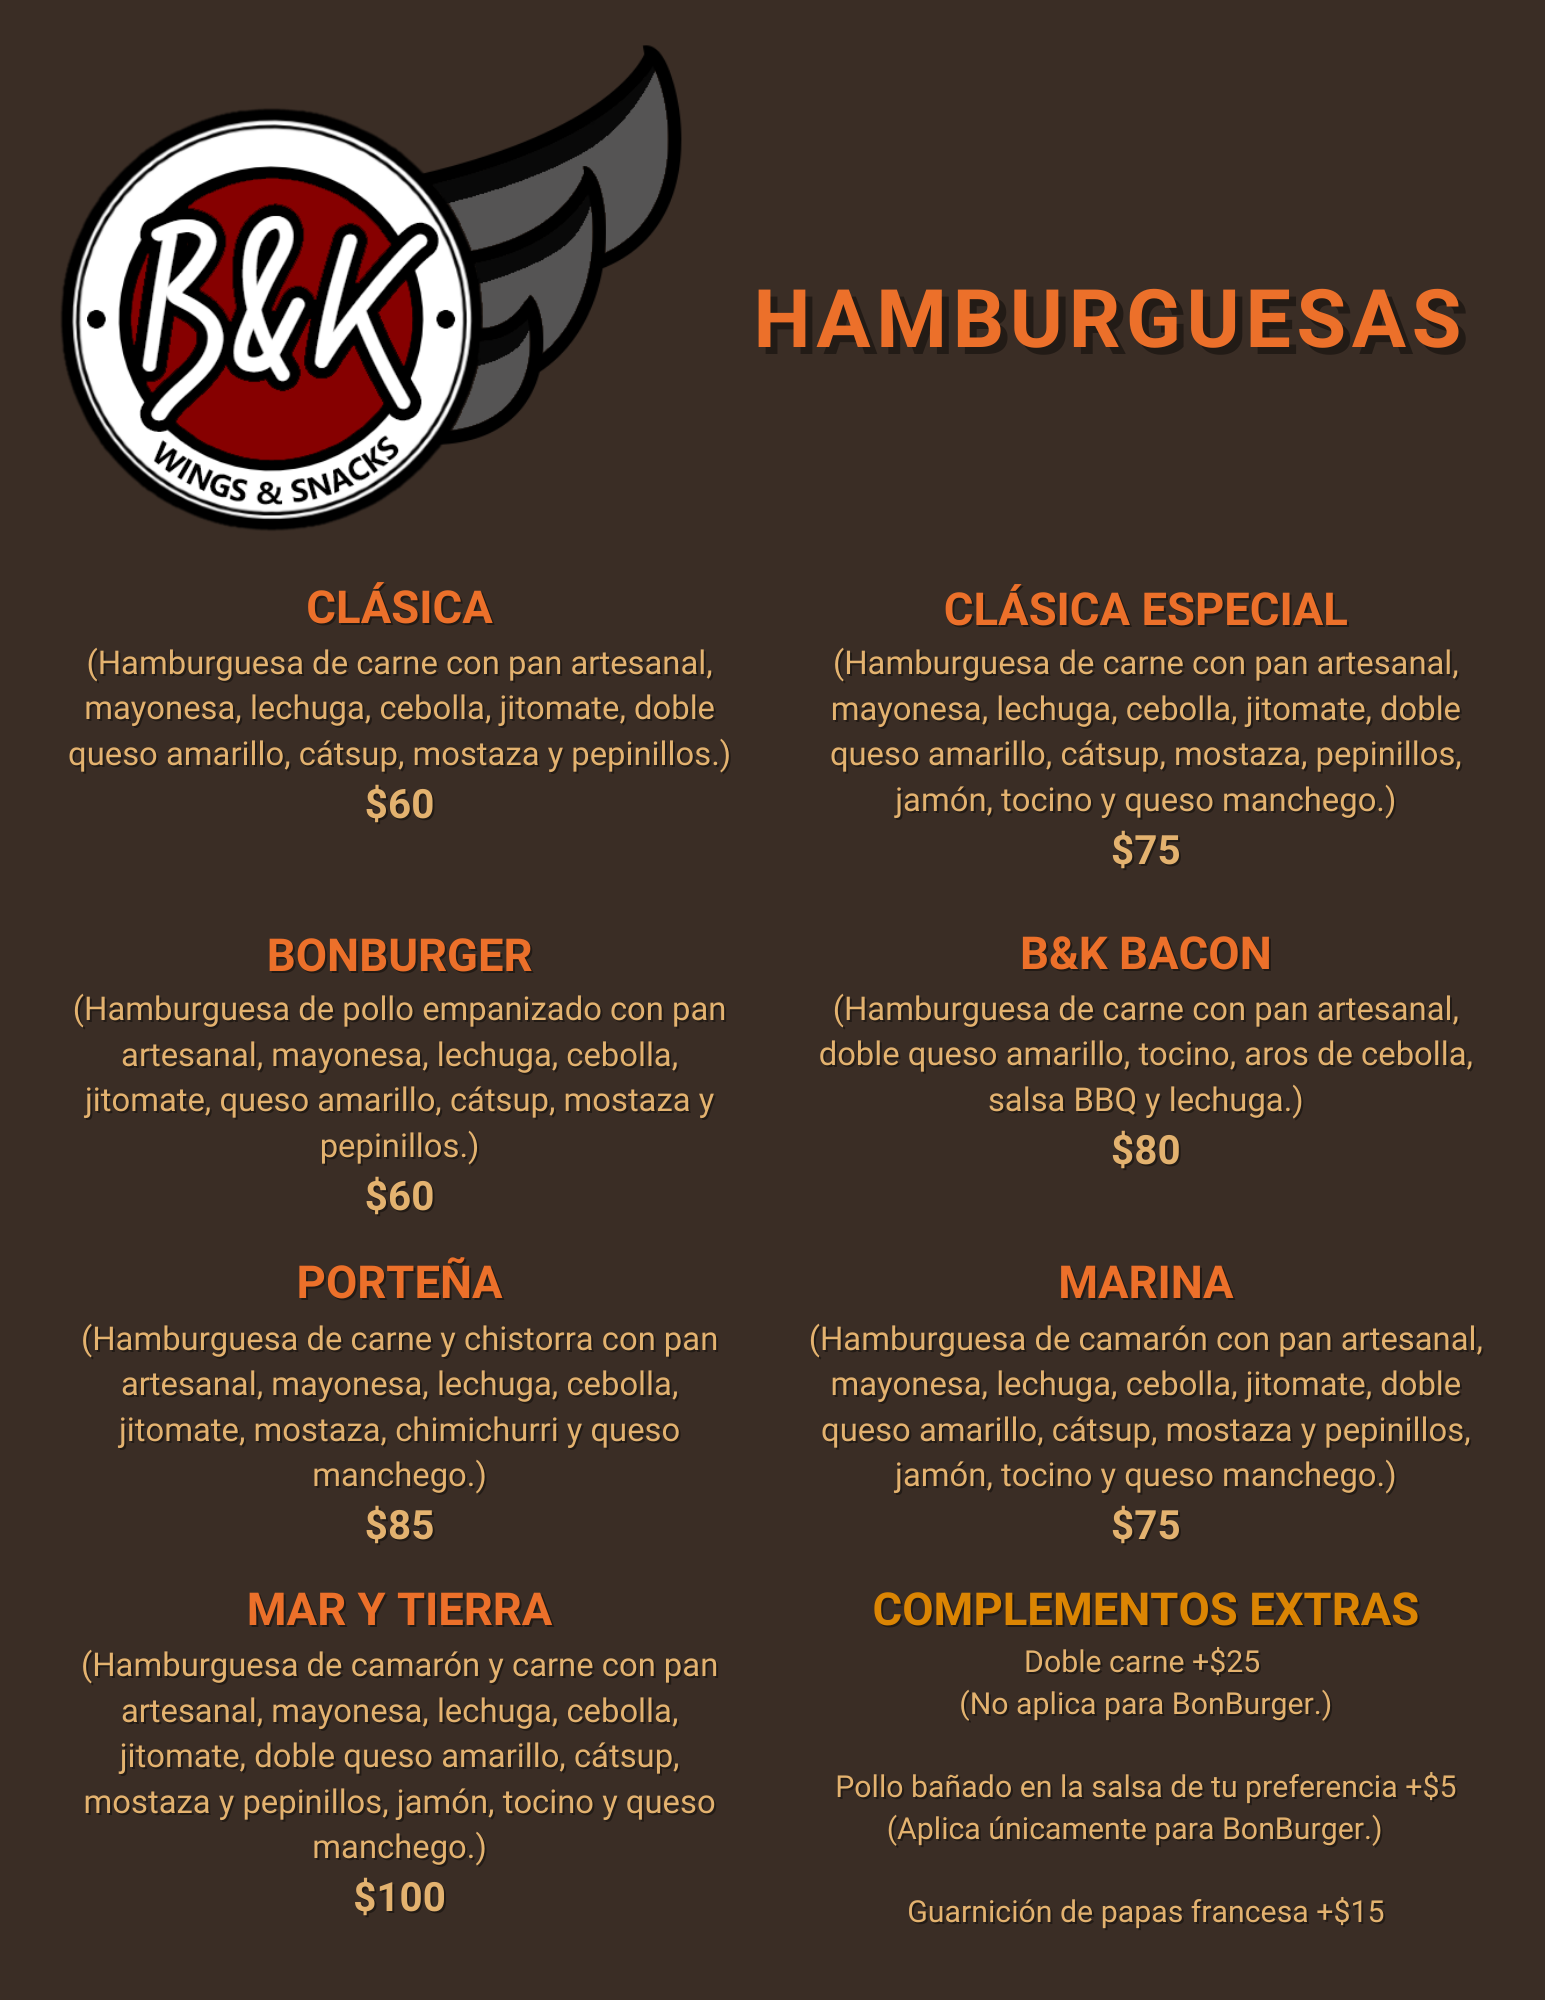 B&K
WINGS & SNACKS
HAMBURGUESAS
CLÁSICA
(Hamburguesa de carne con pan artesanal,
mayonesa, lechuga, cebolla, jitomate, doble
queso amarillo, cátsup, mostaza y pepinillos.)
$60
CLÁSICA ESPECIAL
(Hamburguesa de carne con pan artesanal,
mayonesa, lechuga, cebolla, jitomate, doble
queso amarillo, cátsup, mostaza, pepinillos,
jamón, tocino y queso manchego.)
$75
BONBURGER
(Hamburguesa de pollo empanizado con pan
artesanal, mayonesa, lechuga, cebolla,
jitomate, queso amarillo, cátsup, mostaza y
pepinillos.)
$60
B&K BACON
(Hamburguesa de carne con pan artesanal,
doble queso amarillo, tocino, aros de cebolla,
salsa BBQ y lechuga.)
$80
PORTEÑA
(Hamburguesa de carne y chistorra con pan
artesanal, mayonesa, lechuga, cebolla,
jitomate, mostaza, chimichurri y queso
manchego.)
$85
MARINA
(Hamburguesa de camarón con pan artesanal,
mayonesa, lechuga, cebolla, jitomate, doble
queso amarillo, cátsup, mostaza y pepinillos,
jamón, tocino y queso manchego.)
$75
MAR Y TIERRA
(Hamburguesa de camarón y carne con pan
artesanal, mayonesa, lechuga, cebolla,
jitomate, doble queso amarillo, cátsup,
mostaza y pepinillos, jamón, tocino y queso
manchego.)
$100
COMPLEMENTOS EXTRAS
Doble carne +$25
(No aplica para BonBurger.)
Pollo bañado en la salsa de tu preferencia +$5
(Aplica únicamente para BonBurger.)
Guarnición de papas francesa +$15